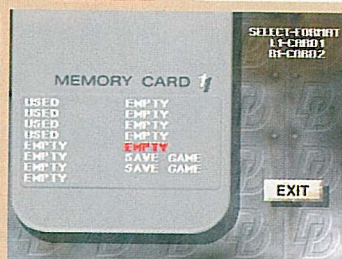 SELECT-FORMAT
L1-CARD1
R1-CARD2
MEMORY CARD 1
USED EMPTY
USED EMPTY
USED EMPTY
USED EMPTY
EMPTY EMPTY
EMPTY SAVE GAME
EMPTY SAVE GAME
EMPTY
EXIT